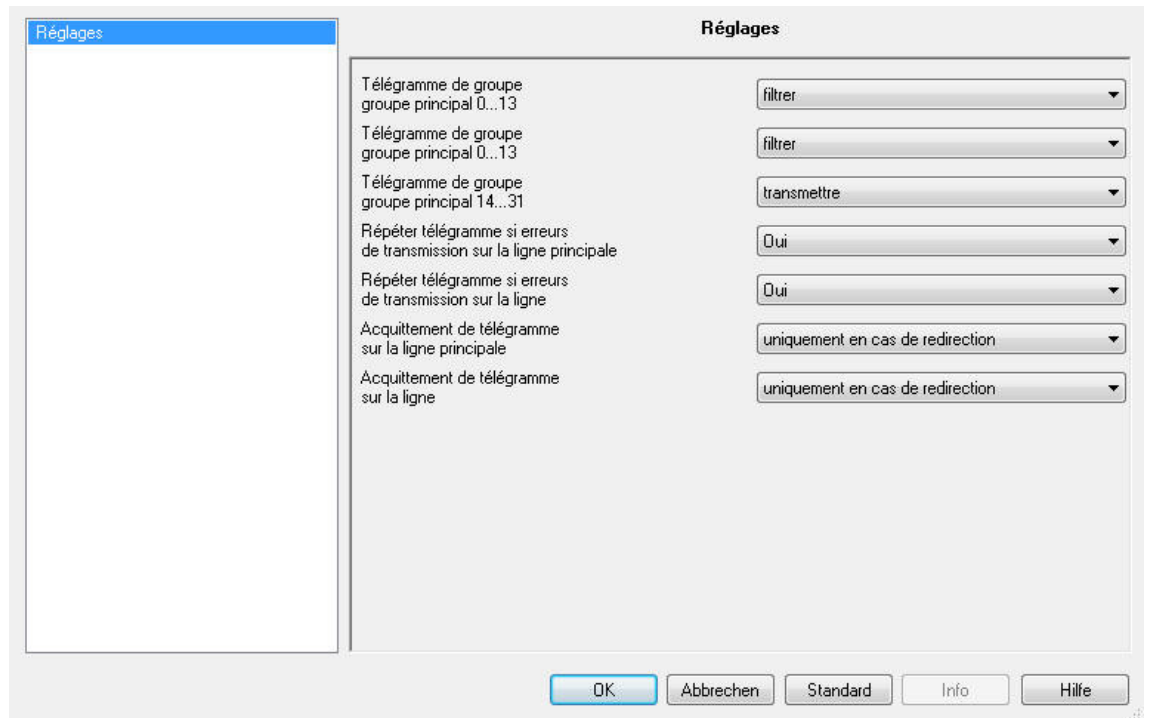 Réglages
Réglages
Télégramme de groupe
groupe principal 0...13
filtrer
Télégramme de groupe
groupe principal 0...13
filtrer
Télégramme de groupe
groupe principal 14...31
transmettre
Répéter télégramme si erreurs
de transmission sur la ligne principale
Oui
Répéter télégramme si erreurs
de transmission sur la ligne
Oui
Acquittement de télégramme
sur la ligne principale
uniquement en cas de redirection
Acquittement de télégramme
sur la ligne
uniquement en cas de redirection
OK Abbrechen Standard Info Hilfe